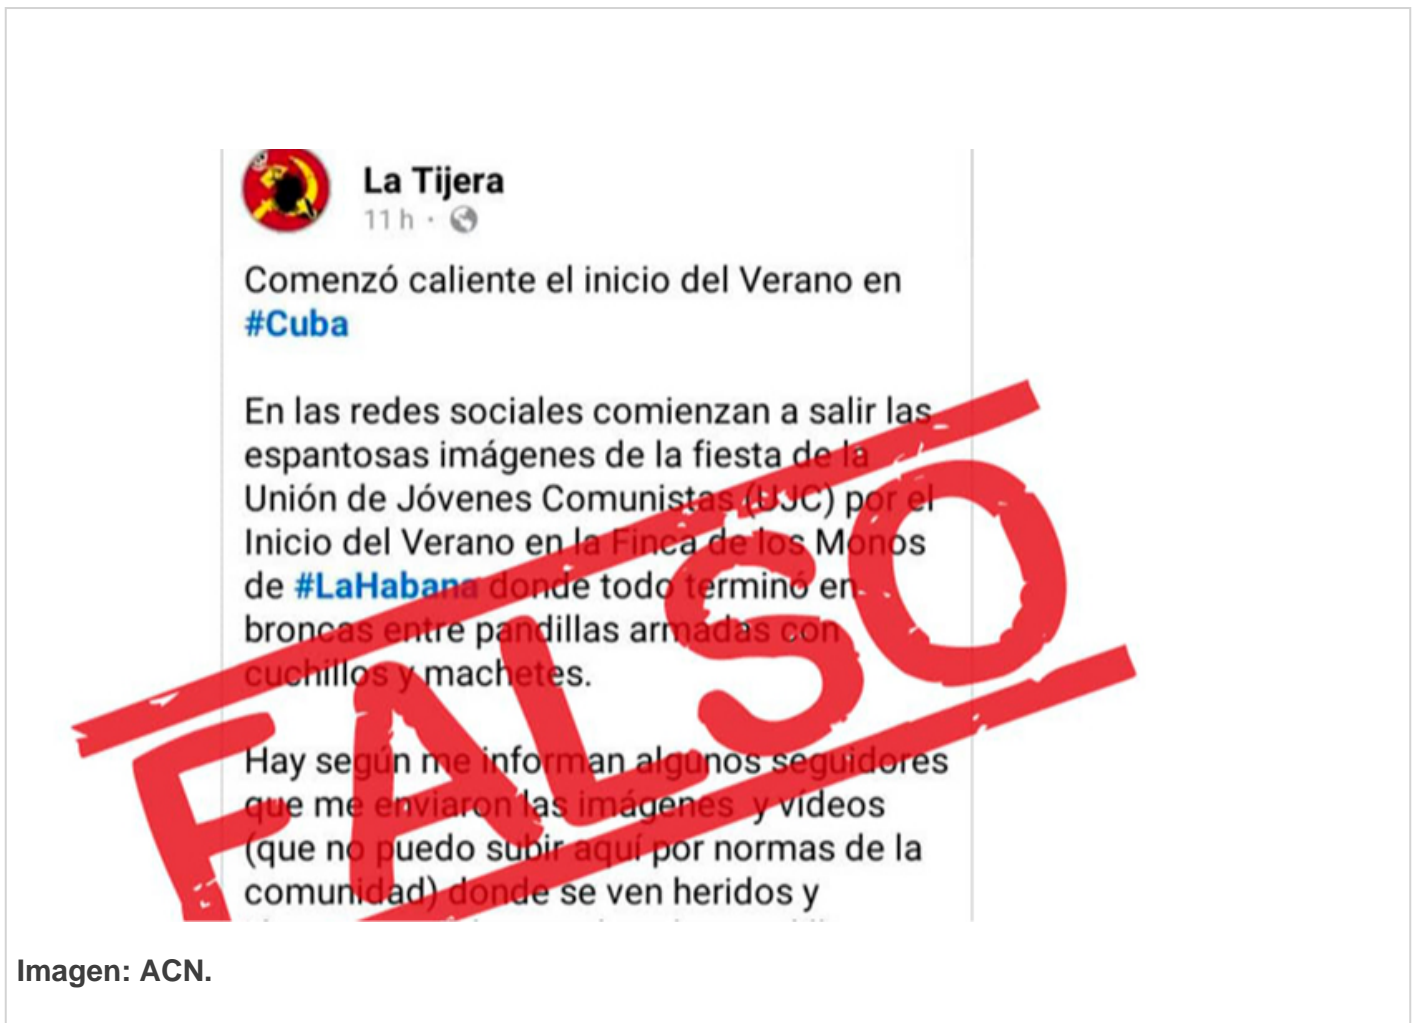 La Tijera
11 h ·
Comenzó caliente el inicio del Verano en
#Cuba
En las redes sociales comienzan a salir las
espantosas imágenes de la fiesta de la
Unión de Jóvenes Comunistas (UJC) por el
Inicio del Verano en la Finca de los Monos
de #LaHabana donde todo terminó en
broncas entre pandillas armadas con
cuchillos y machetes.
Hay según me informan algunos seguidores
que me enviaron las imágenes y vídeos
(que no puedo subir aquí por normas de la
comunidad) donde se ven heridos y
FALSO
Imagen: ACN.